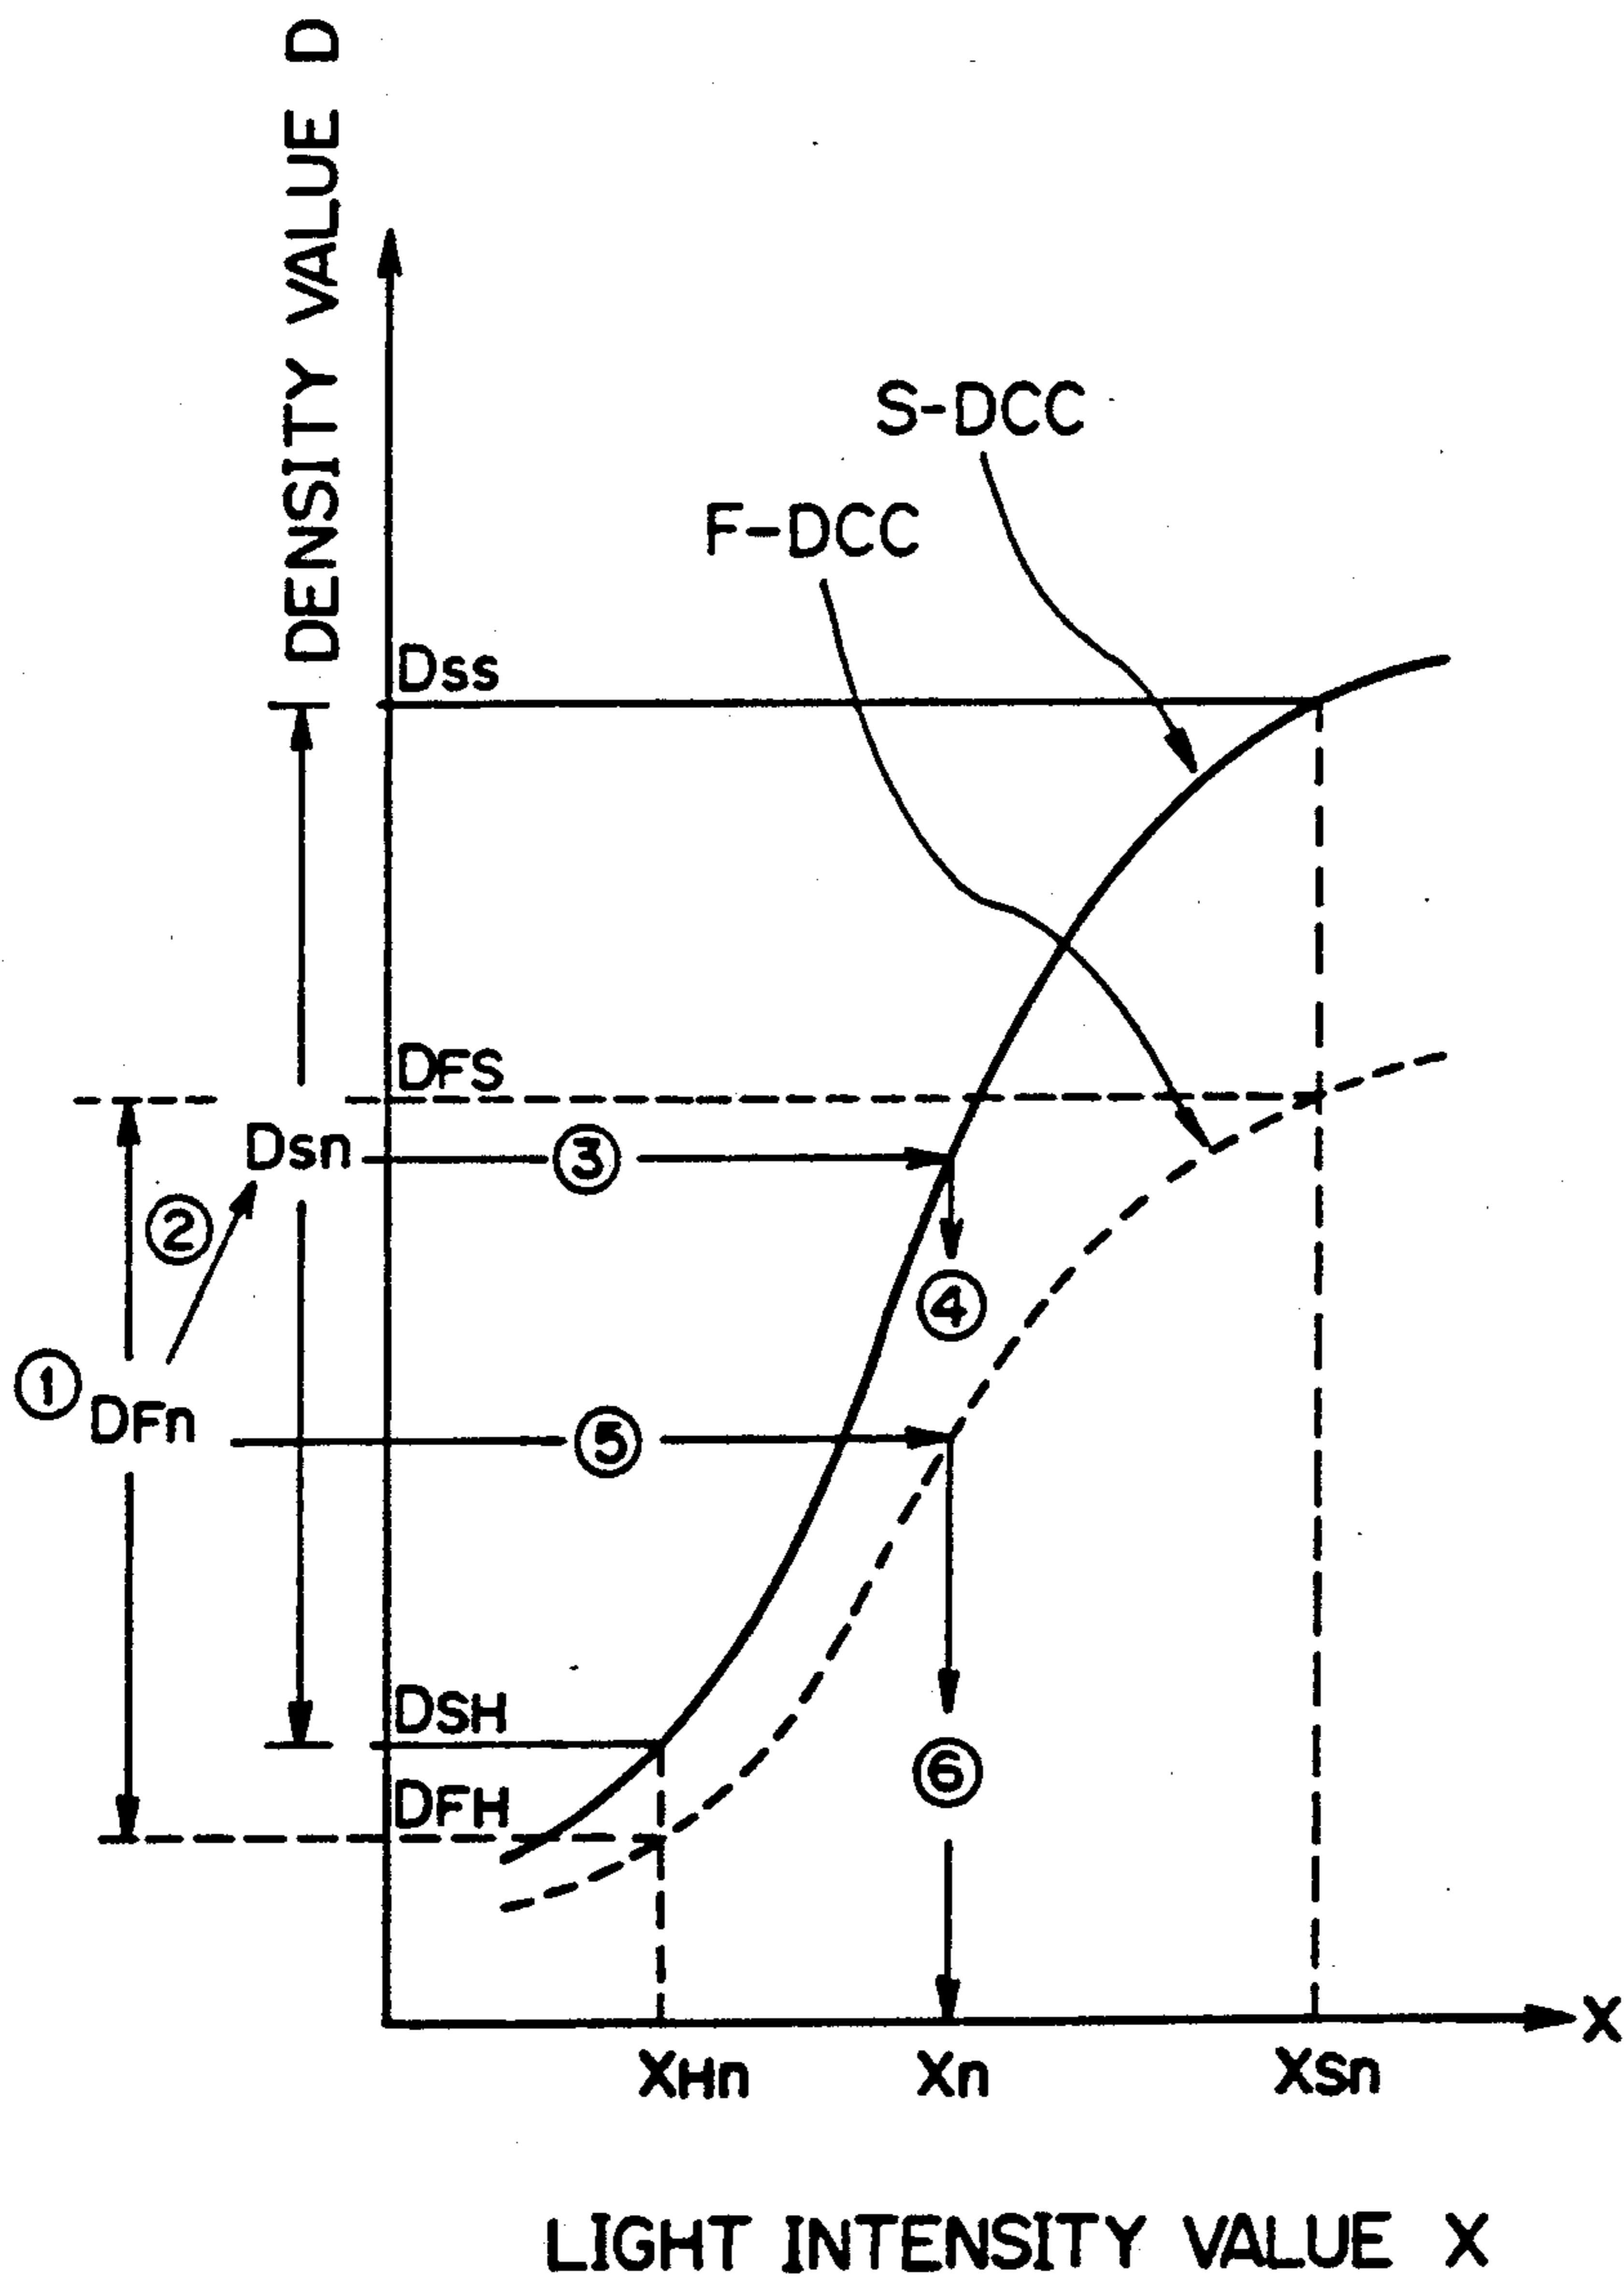 DENSITY VALUE D
S-DCC
F-DCC
Dss
DFS
Dsn
③
②
④
①
DFn
⑤
DSH
⑥
DFH
X
XHn
Xn
XSn
LIGHT INTENSITY VALUE X